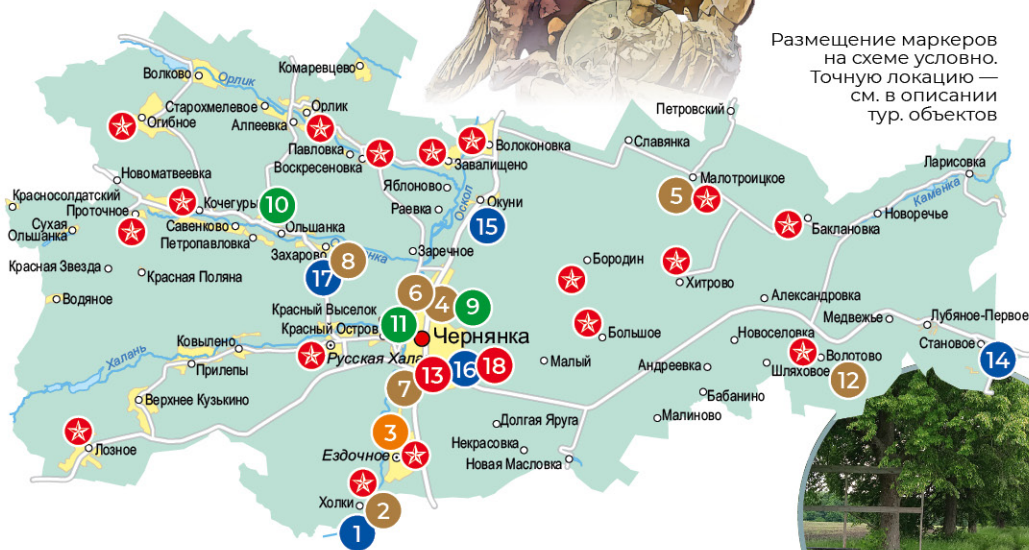 Размещение маркеров
на схеме условно.
Точную локацию —
см. в описании
тур. объектов
Волково
Орлик
Комаревцево
Старохмелевое
Орлик
Огибное
Алпеевка
Павловка
Воскресеновка
Волоконовка
Завалищено
Петровский
Славянка
Малотроицкое
5
Ларисовка
Каменка
Новоречье
Баклановка
Новоматвеевка
Красносолдатский
Проточное
Кочегуры
10
Сухая
Ольшанка
Савенково
Петропавловка
Ольшанка
Захарово
Яблоново
Раевка
Оскол
Окуни
15
Заречное
8
17
Красная Звезда
Красная Поляна
Водяное
Бородин
Хитрово
Александровка
Медвежье
Лубяное-Первое
Становое
14
6
4
9
Красный Выселок
11
Красный Остров
Чернянка
Русская Хала
Халань
Ковылено
Прилепы
Большое
Малый
Новоселовка
Андреевка
Волотово
Шляховое
12
Бабанино
Малиново
13
16
18
7
Верхнее Кузькино
Лозное
3
Ездочное
Долгая Яруга
Некрасовка
Новая Масловка
Холки
2
1